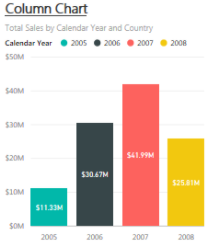 Column Chart
Total Sales by Calendar Year and Country
Calendar Year 2005 2006 2007 2008
$50M
$40M
$30M
$20M
$10M
$0M
$11.33M
$30.67M
$41.99M
$25.81M
2005 2006 2007 2008